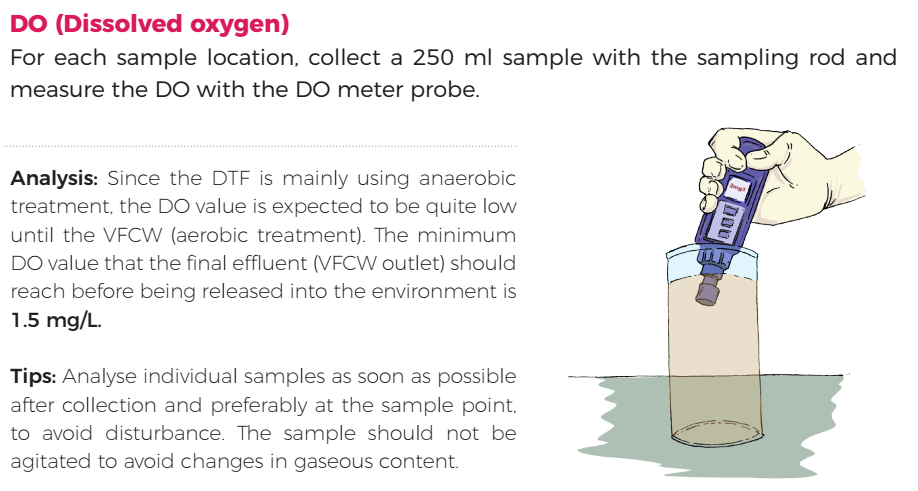 DO (Dissolved oxygen)
For each sample location, collect a 250 ml sample with the sampling rod and
measure the DO with the DO meter probe.
Analysis: Since the DTF is mainly using anaerobic
treatment, the DO value is expected to be quite low
until the VFCW (aerobic treatment). The minimum
DO value that the final effluent (VFCW outlet) should
reach before being released into the environment is
1.5 mg/L.
Tips: Analyse individual samples as soon as possible
after collection and preferably at the sample point,
to avoid disturbance. The sample should not be
agitated to avoid changes in gaseous content.
2mg/l